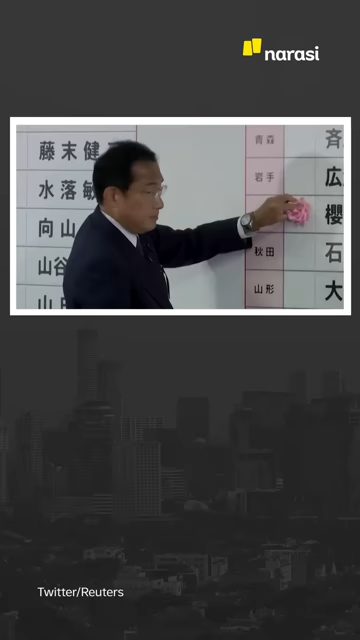 narasi
藤末健
水落敏
向山
山谷
山
青森
斉
岩手
広
櫻
秋田
石
山形
大
Twitter/Reuters